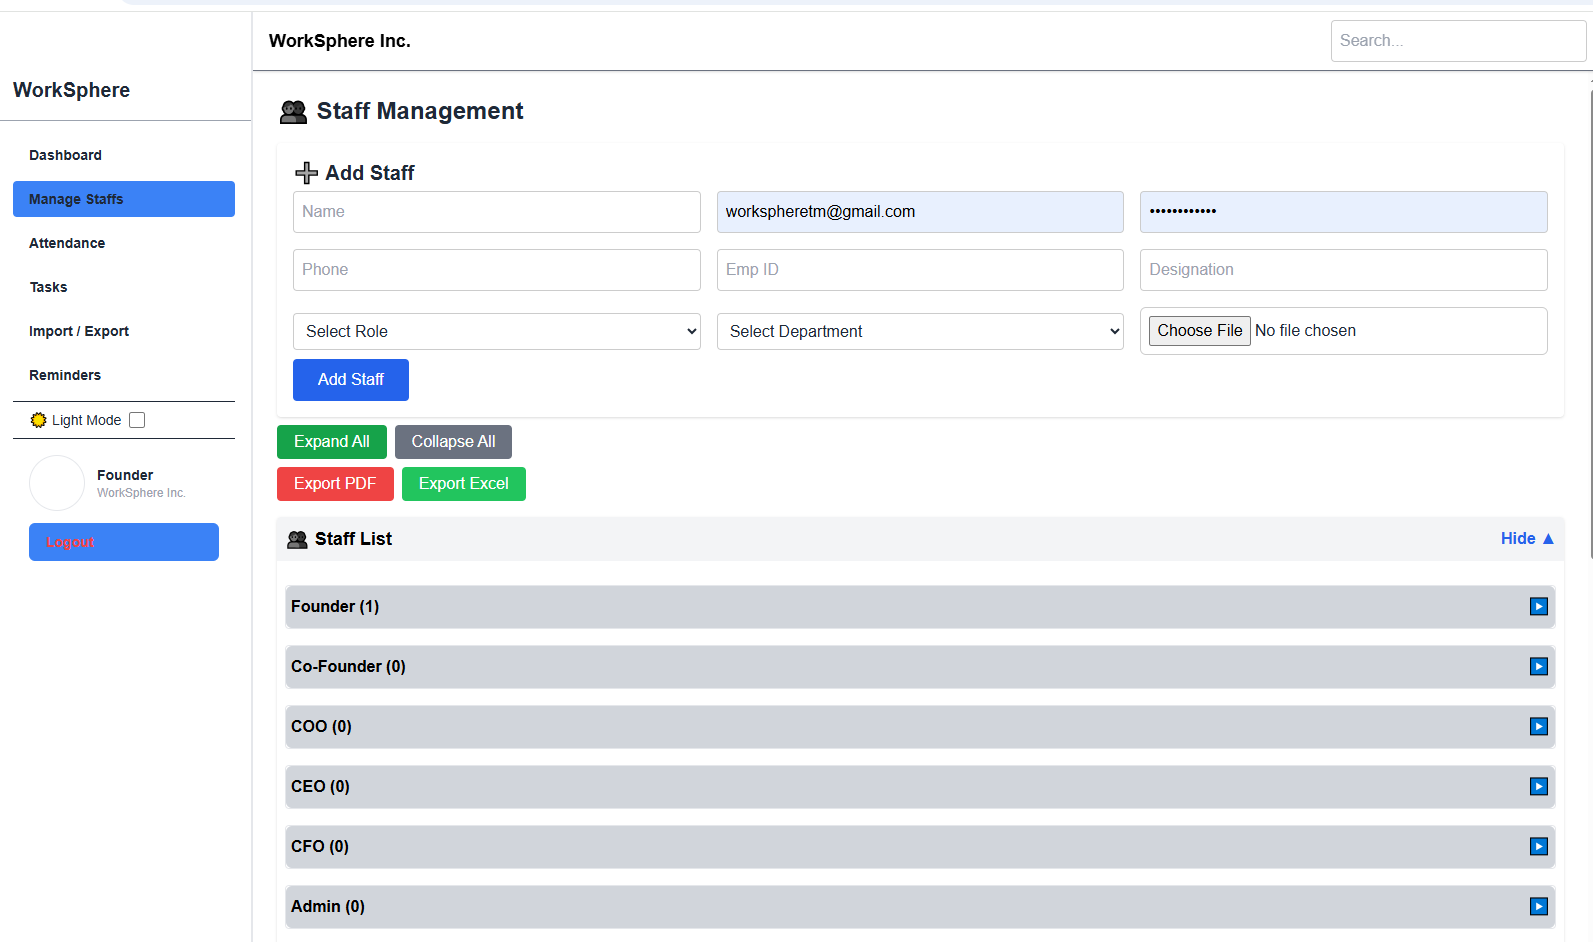 WorkSphere Inc.
Search...
WorkSphere
Dashboard
Manage Staffs
Attendance
Tasks
Import / Export
Reminders
Light Mode
Founder
WorkSphere Inc.
Logout
Staff Management
Add Staff
Name
workspheretm@gmail.com
••••••••••••
Phone
Emp ID
Designation
Select Role
Select Department
Choose File No file chosen
Add Staff
Expand All
Collapse All
Export PDF
Export Excel
Staff List
Hide ▲
Founder (1)
Co-Founder (0)
COO (0)
CEO (0)
CFO (0)
Admin (0)